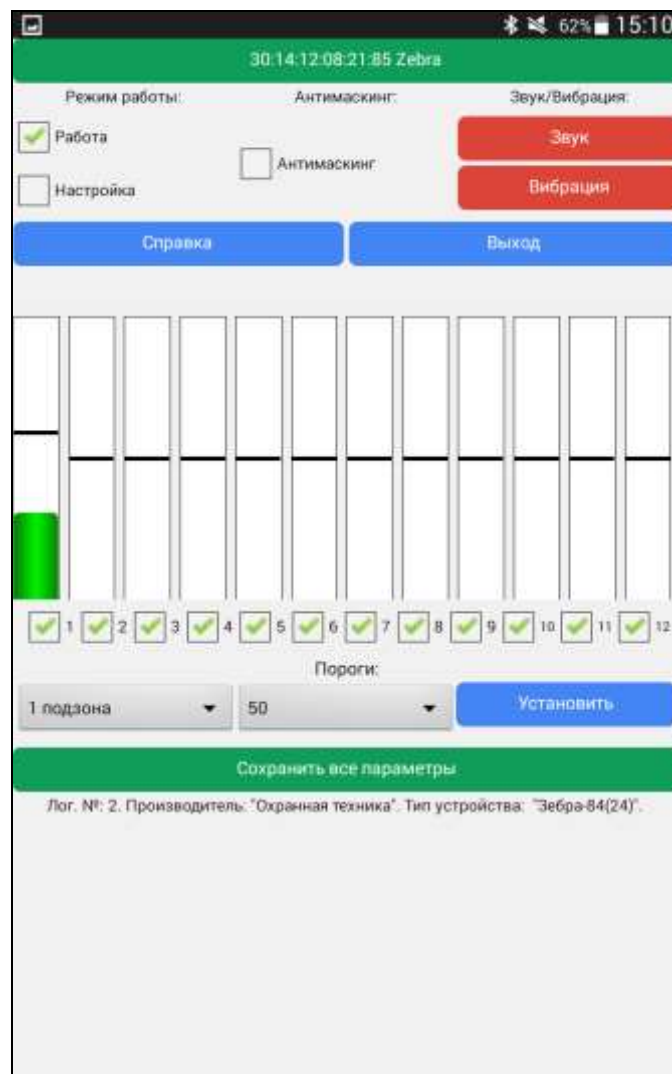 62% 15:10
30:14:12:08:21:85 Zebra
Режим работы: Антимаскинг: Звук/Вибрация:
Работа
Звук
Антимаскинг
Настройка
Вибрация
Справка Выход
1 2 3 4 5 6 7 8 9 10 11 12
Пороги:
1 подзона 50 Установить
Сохранить все параметры
Лог. №: 2. Производитель: "Охранная техника". Тип устройства: "Зебра-84(24)".